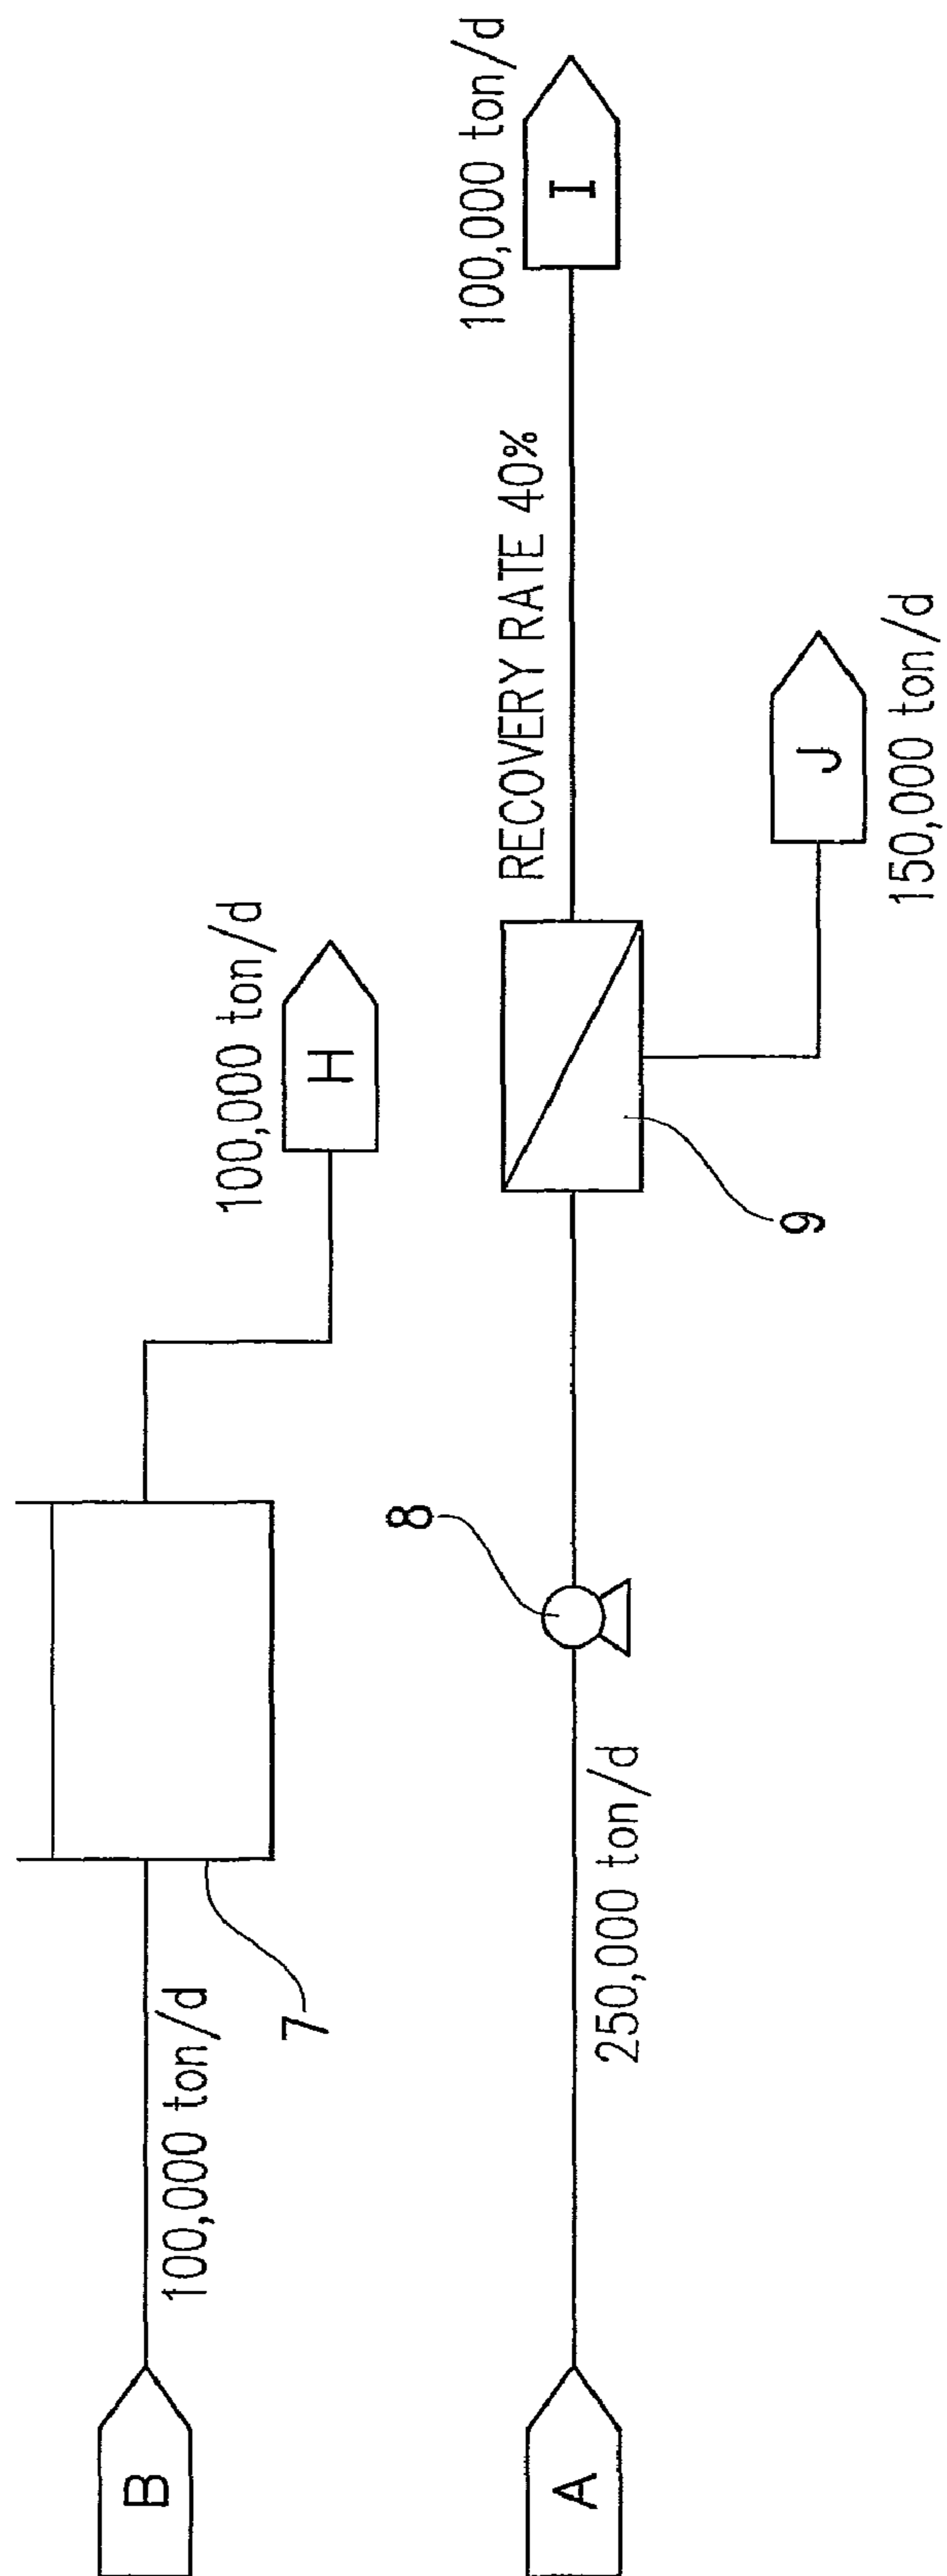 B
100,000 ton/d
7
100,000 ton/d
H
A
250,000 ton/d
8
9
RECOVERY RATE 40%
100,000 ton/d
I
J
150,000 ton/d